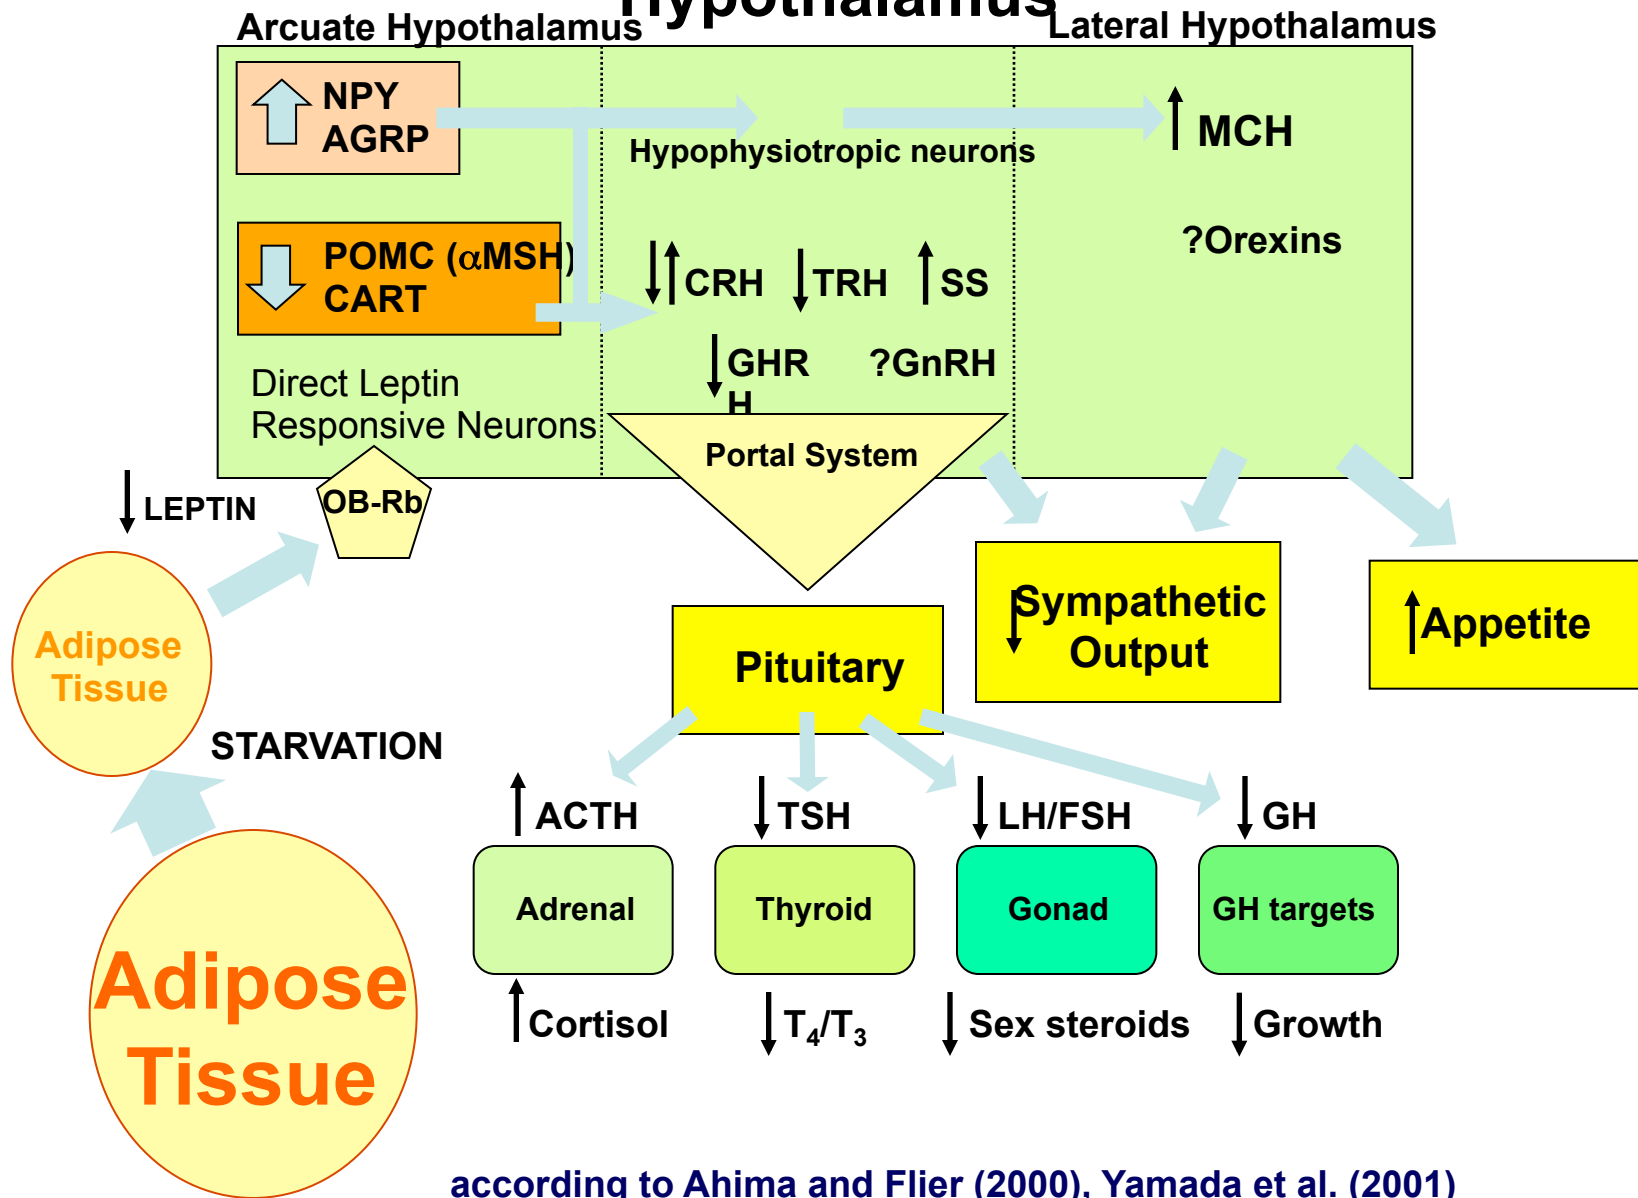 Hypothalamus
Arcuate Hypothalamus
Lateral Hypothalamus
NPY
AGRP
MCH
Hypophysiotropic neurons
?Orexins
POMC (αMSH)
CART
CRH
TRH
SS
GHR
H
?GnRH
Direct Leptin
Responsive Neurons
Portal System
LEPTIN
OB-Rb
Sympathetic
Output
Appetite
Adipose
Tissue
Pituitary
STARVATION
ACTH
TSH
LH/FSH
GH
Adrenal
Thyroid
Gonad
GH targets
Adipose
Tissue
Cortisol
T₄/T₃
Sex steroids
Growth
according to Ahima and Flier (2000), Yamada et al. (2001)